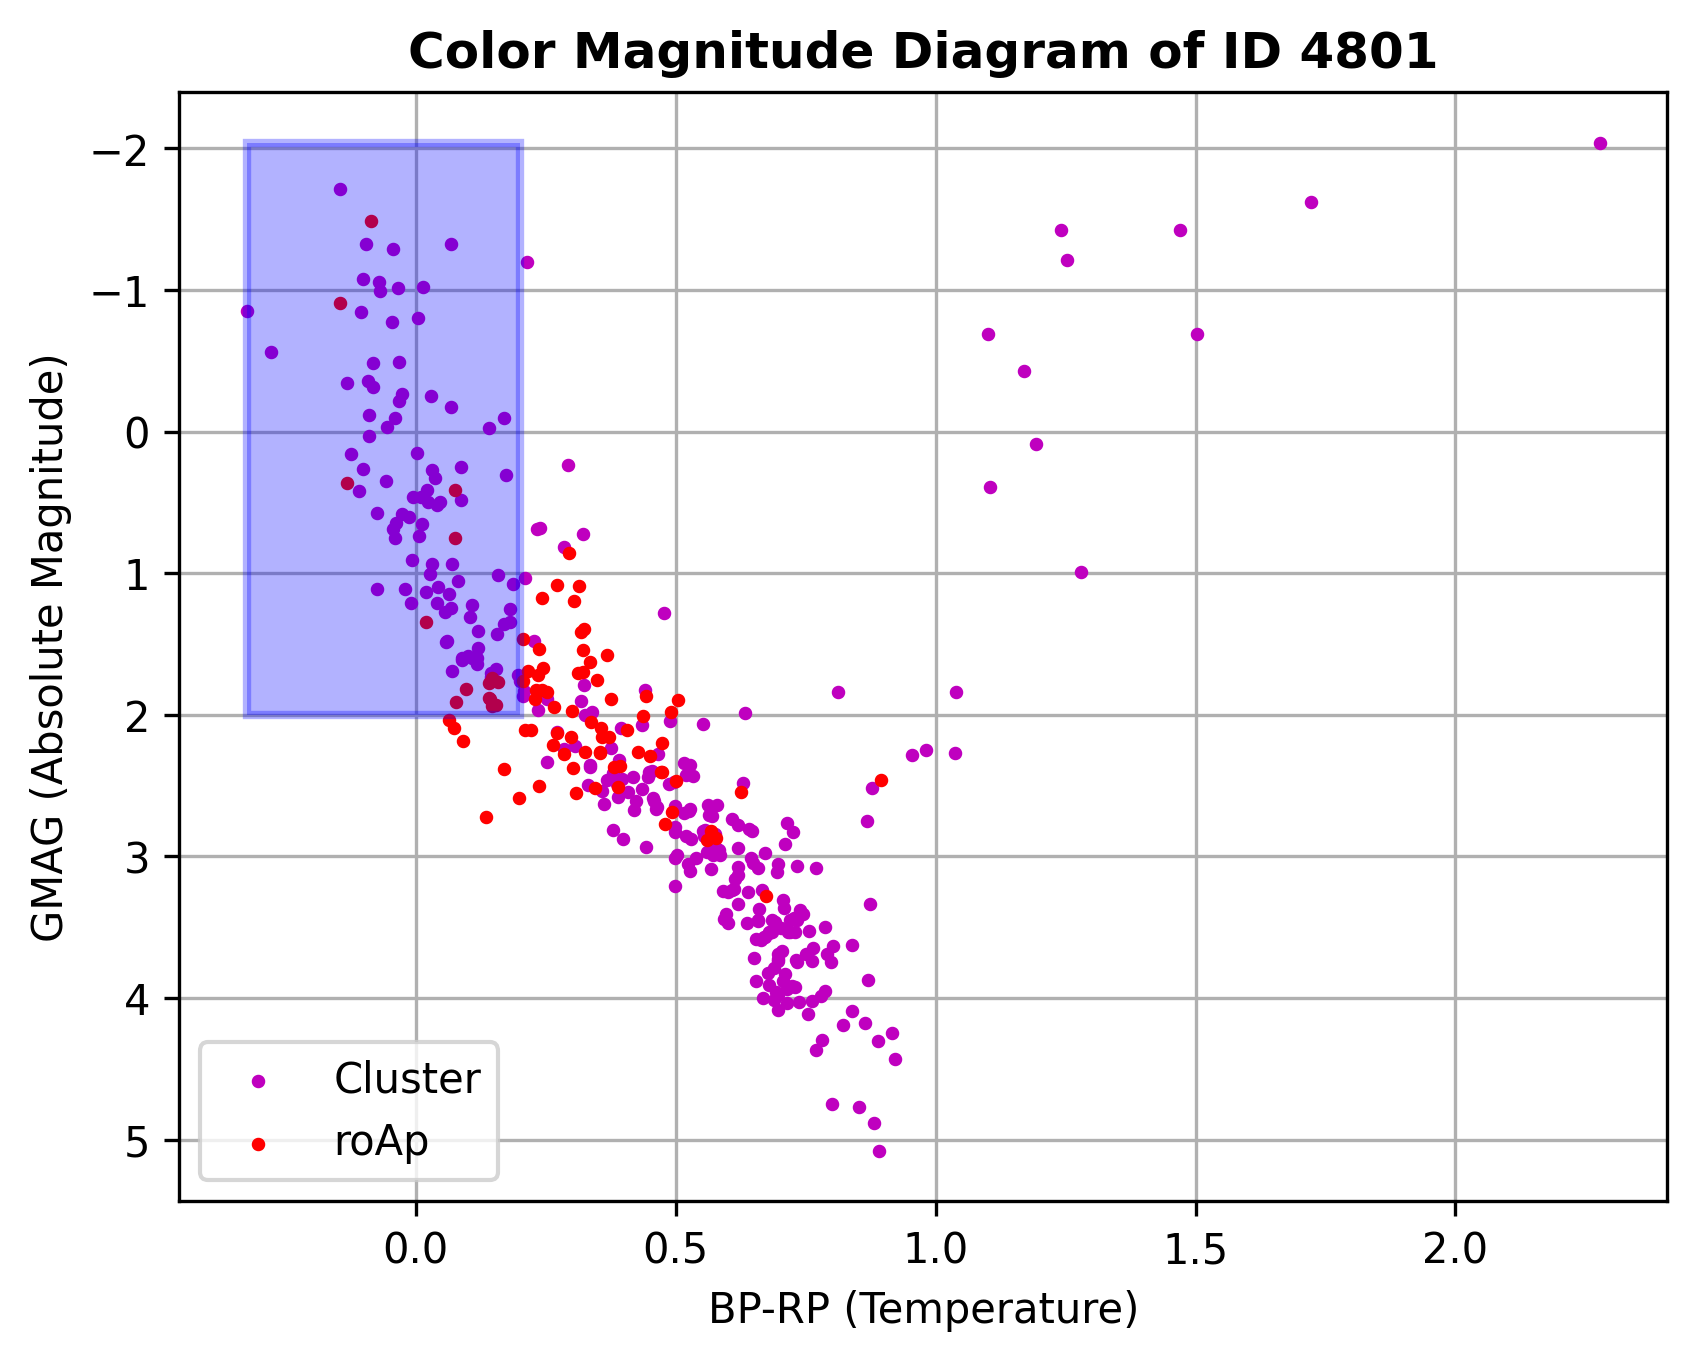 Color Magnitude Diagram of ID 4801
−2
−1
0
1
2
3
4
5
GMAG (Absolute Magnitude)
Cluster
roAp
0.0 0.5 1.0 1.5 2.0
BP-RP (Temperature)